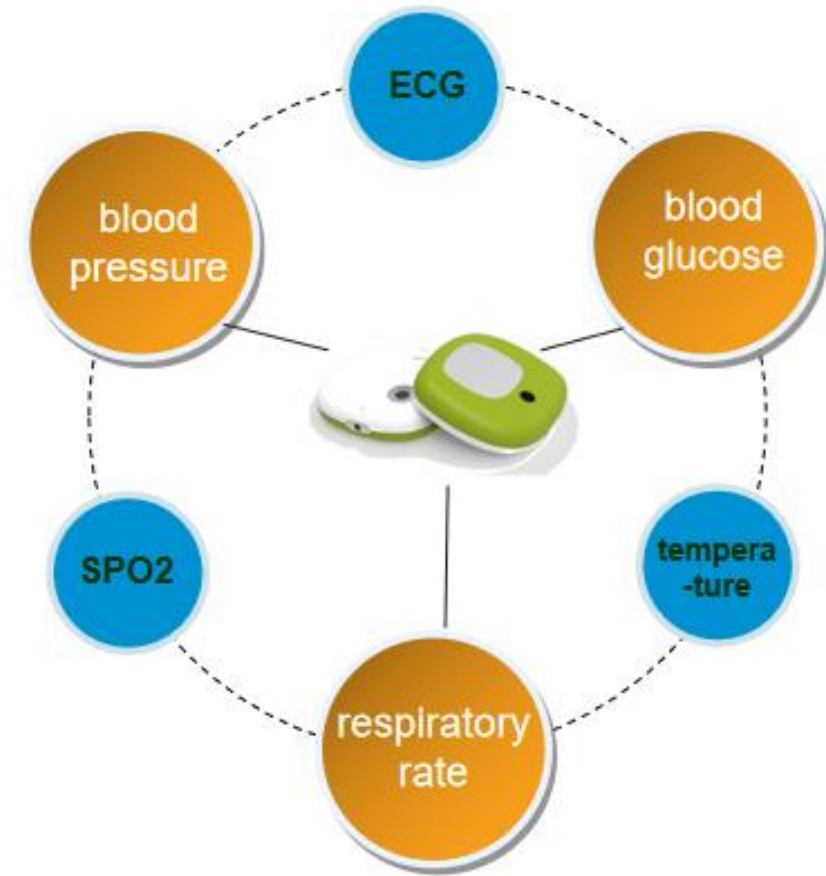 ECG
blood
pressure
blood
glucose
SPO2
tempera
-ture
respiratory
rate